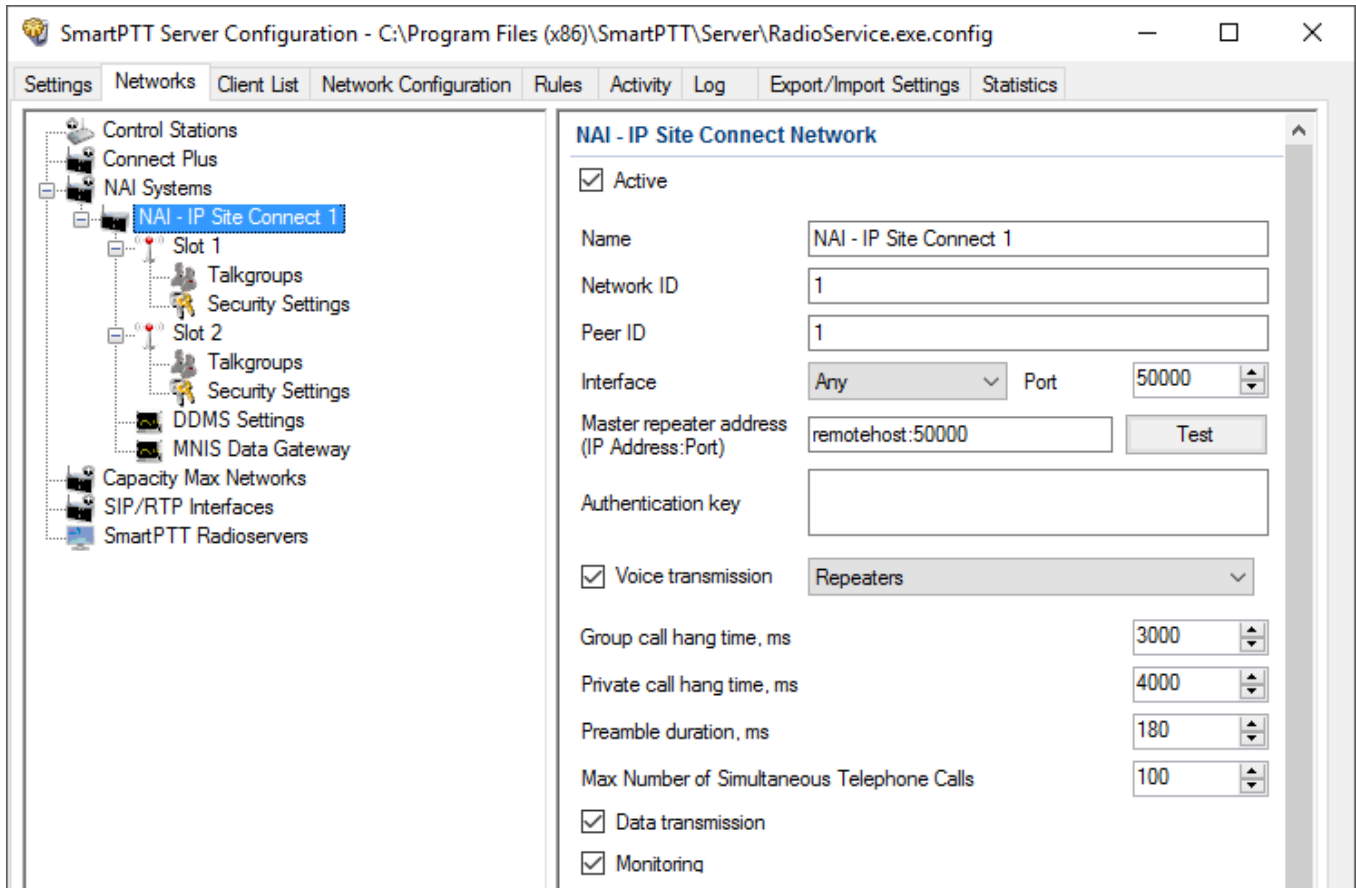 SmartPTT Server Configuration - C:\Program Files (x86)\SmartPTT\Server\RadioService.exe.config
Settings Networks Client List Network Configuration Rules Activity Log Export/Import Settings Statistics
Control Stations
Connect Plus
NAI Systems
NAI - IP Site Connect 1
Slot 1
Talkgroups
Security Settings
Slot 2
Talkgroups
Security Settings
DDMS Settings
MNIS Data Gateway
Capacity Max Networks
SIP/RTP Interfaces
SmartPTT Radioservers
NAI - IP Site Connect Network
Active
Name NAI - IP Site Connect 1
Network ID 1
Peer ID 1
Interface Any Port 50000
Master repeater address
(IP Address:Port) remotehost:50000 Test
Authentication key
Voice transmission Repeaters
Group call hang time, ms 3000
Private call hang time, ms 4000
Preamble duration, ms 180
Max Number of Simultaneous Telephone Calls 100
Data transmission
Monitoring